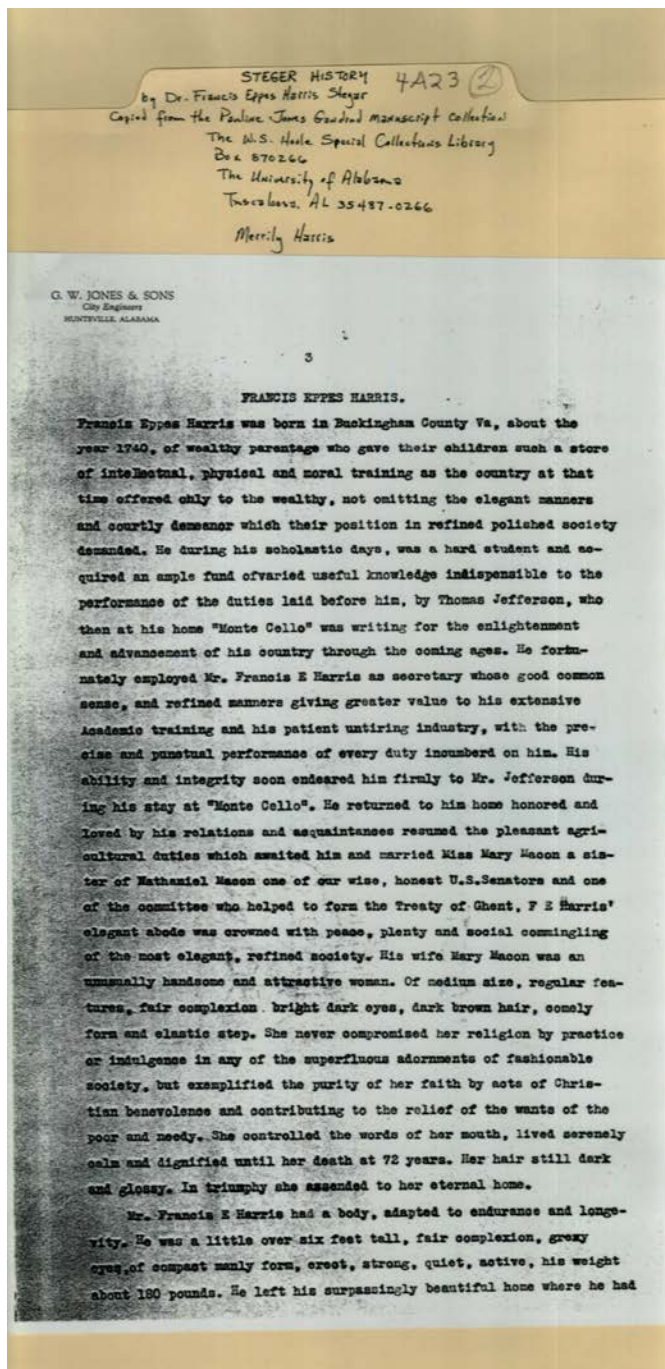 STEGER HISTORY 4A23 2
by Dr. Francis Eppes Harris Steger
Copied from the Pauline Jones Gandrud manuscript collection
The W.S. Hoole Special Collections Library
Box 870266
The University of Alabama
Tuscaloosa, AL 35487-0266
Merrily Harris
G. W. JONES & SONS
City Engineers
HUNTSVILLE, ALABAMA
3
FRANCIS EPPES HARRIS.
Francis Eppes Harris was born in Buckingham County Va, about the
year 1740, of wealthy parentage who gave their children such a store
of intellectual, physical and moral training as the country at that
time offered ohly to the wealthy, not omitting the elegant manners
and courtly demeanor which their position in refined polished society
demanded. He during his scholastic days, was a hard student and ac-
quired an ample fund ofvaried useful knowledge indispensible to the
performance of the duties laid before him, by Thomas Jefferson, who
then at his home "Monte Cello" was writing for the enlightenment
and advancement of his country through the coming ages. He fortu-
nately employed Mr. Francis E Harris as secretary whose good common
sense, and refined manners giving greater value to his extensive
Academic training and his patient untiring industry, with the pre-
cise and punctual performance of every duty incumberd on him. His
ability and integrity soon endeared him firmly to Mr. Jefferson dur-
ing his stay at "Monte Cello". He returned to him home honored and
loved by his relations and acquaintances resumed the pleasant agri-
cultural duties which awaited him and married Miss Mary Macon a sis-
ter of Nathaniel Macon one of our wise, honest U.S.Senators and one
of the committee who helped to form the Treaty of Ghent, F E Harris'
elegant abode was crowned with peace, plenty and social commingling
of the most elegant, refined society. His wife Mary Macon was an
unusually handsome and attractive woman. Of medium size, regular fea-
tures, fair complexion bright dark eyes, dark brown hair, comely
form and elastic step. She never compromised her religion by practice
or indulgence in any of the superfluous adornments of fashionable
society, but exemplified the purity of her faith by acts of Chris-
tian benevolence and contributing to the relief of the wants of the
poor and needy. She controlled the words of her mouth, lived serenely
calm and dignified until her death at 72 years. Her hair still dark
and glossy. In triumphy she assended to her eternal home.
Mr. Francis E Harris had a body, adapted to endurance and longe-
vity. He was a little over six feet tall, fair complexion, greay
eyes,of compact manly form, erect, strong, quiet, active, his weight
about 180 pounds. He left his surpassingly beautiful home where he had